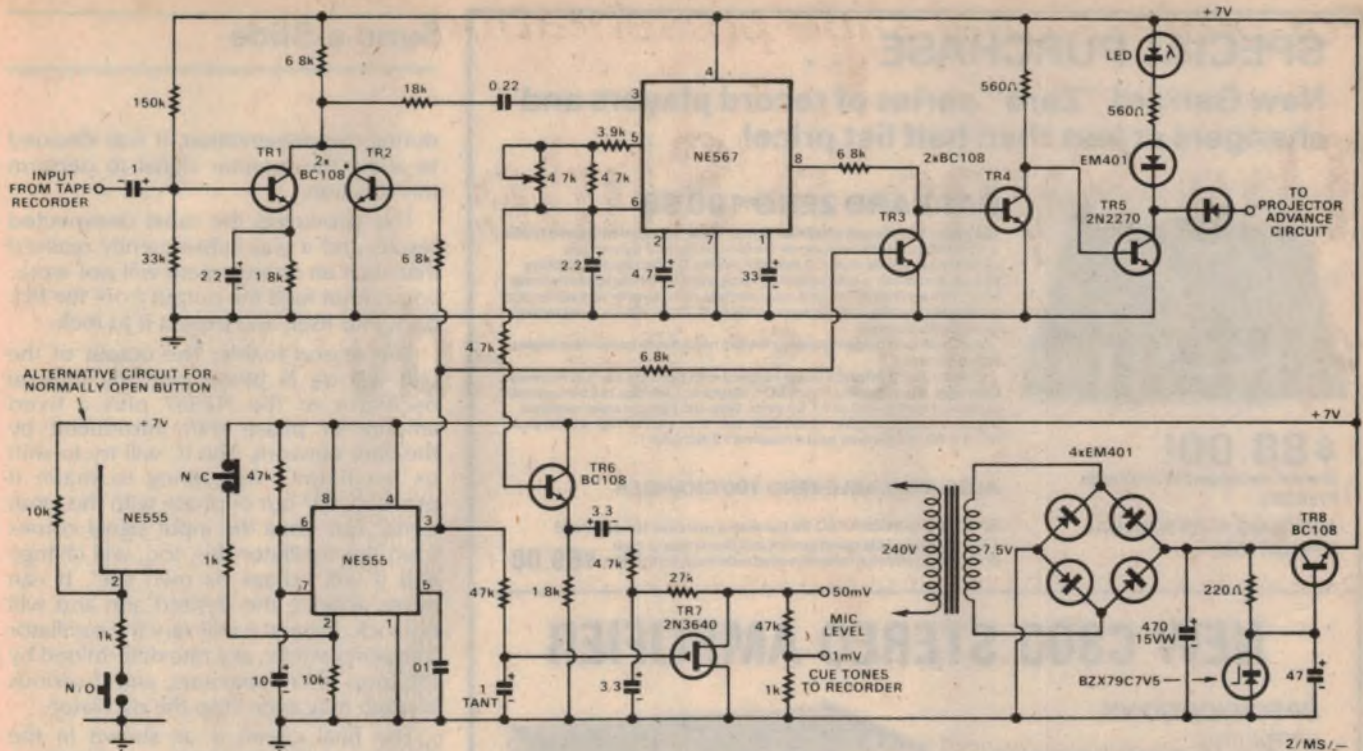 +7V
6.8k
LED
λ
150k
18k
0.22
4
3
560Ω
560Ω
3.9k
5
TR1
2x
BC108
TR2
NE567
8
6.8k
2xBC108
EM401
INPUT
FROM TAPE
RECORDER
1
4.7k
4.7k
TR4
TR5
2N2270
TO
PROJECTOR
ADVANCE
CIRCUIT
6
TR3
33k
2.2
1.8k
6.8k
2
7
1
2.2
4.7
33
4.7k
6.8k
ALTERNATIVE CIRCUIT FOR
NORMALLY OPEN BUTTON
+7V
+7V
N/C
47k
TR6
BC108
4xEM401
10k
NE555
8
4
6
3
3.3
TR8
BC108
2
1k
7
NE555
5
47k
1.8k
4.7k
27k
50mV
240V
7.5V
220Ω
1k
2
1
TR7
2N3640
47k
MIC
LEVEL
1mV
470
15VW
N/O
10
10k
.01
1
TANT
3.3
1k
CUE TONES
TO RECORDER
BZX79C7V5
47
2/MS/—